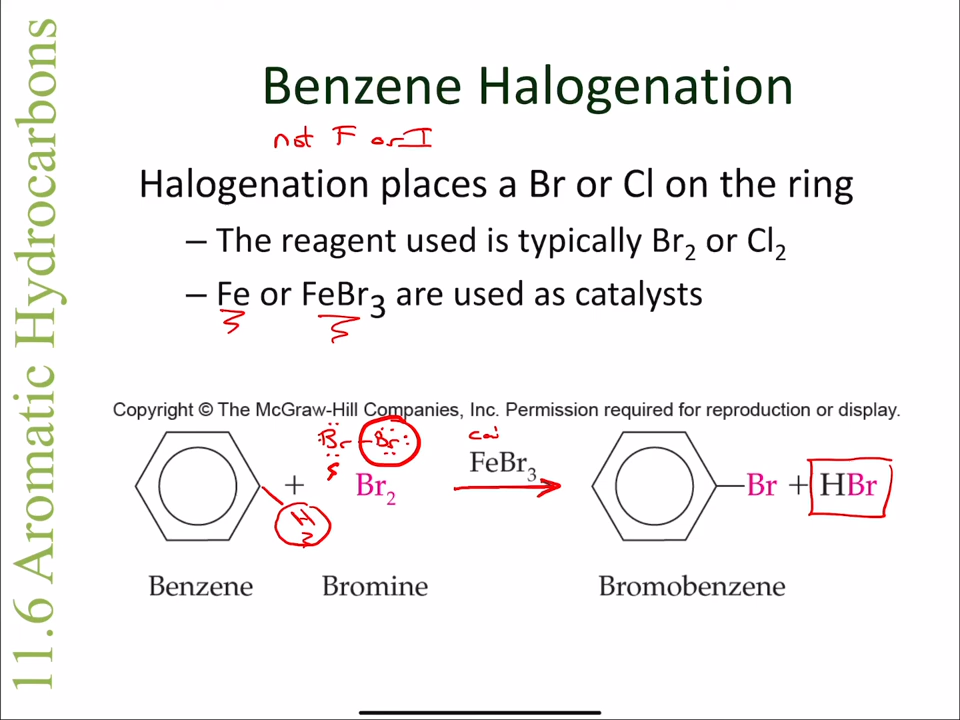 11.6 Aromatic Hydrocarbons
Benzene Halogenation
not F or I
Halogenation places a Br or Cl on the ring
– The reagent used is typically Br₂ or Cl₂
– Fe or FeBr₃ are used as catalysts
Copyright © The McGraw-Hill Companies, Inc. Permission required for reproduction or display.
Br – Br
cat
FeBr₃
+ Br₂ —Br + HBr
H
Benzene Bromine Bromobenzene